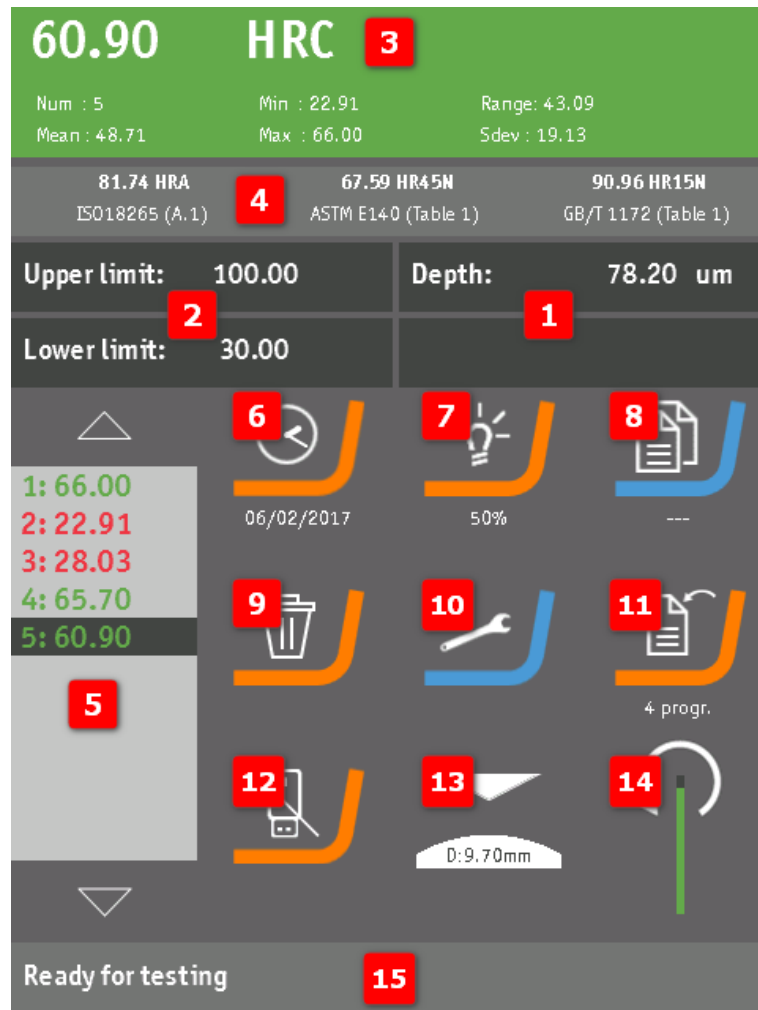 60.90 HRC 3
Num : 5 Min : 22.91 Range: 43.09
Mean : 48.71 Max : 66.00 Sdev : 19.13
81.74 HRA 67.59 HR45N 90.96 HR15N
4
ISO18265 (A.1) ASTM E140 (Table 1) GB/T 1172 (Table 1)
Upper limit: 100.00 Depth: 78.20 um
2 1
Lower limit: 30.00
6 7 8
1: 66.00
2: 22.91 06/02/2017 50% ---
3: 28.03
4: 65.70 9 10 11
5: 60.90
5 4 progr.
12 13 14
D:9.70mm
Ready for testing 15